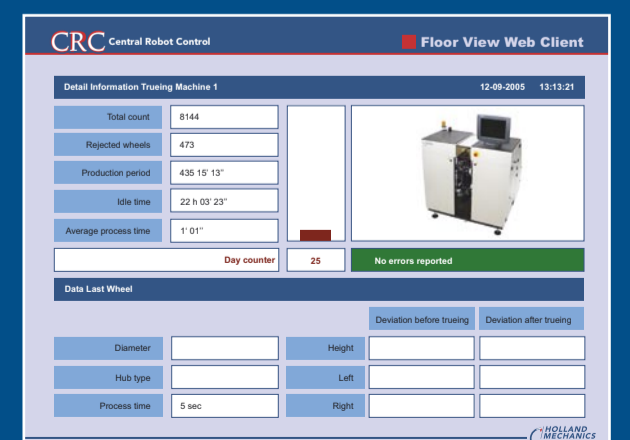 CRC Central Robot Control
Floor View Web Client
Detail Information Trueing Machine 1 12-09-2005 13:13:21
Total count 8144
Rejected wheels 473
Production period 435 15' 13"
Idle time 22 h 03' 23"
Average process time 1' 01"
Day counter 25 No errors reported
Data Last Wheel
Deviation before trueing Deviation after trueing
Diameter Height
Hub type Left
Process time 5 sec Right
HOLLAND
MECHANICS